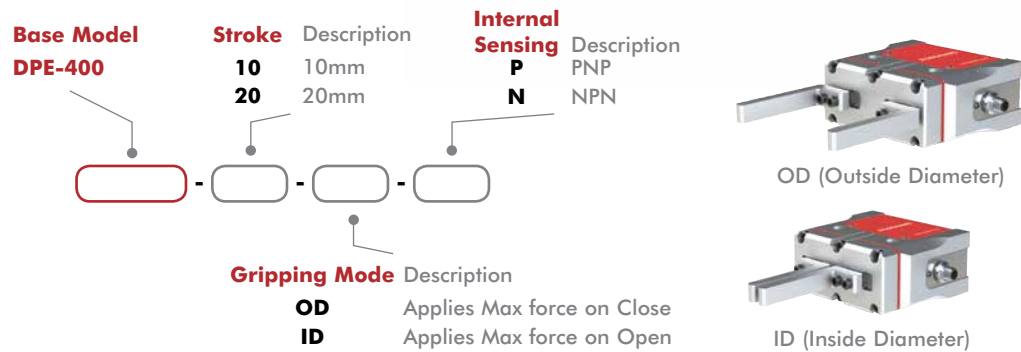 Base Model
DPE-400
Stroke Description
10 10mm
20 20mm
Internal
Sensing Description
P PNP
N NPN
- - -
Gripping Mode Description
OD Applies Max force on Close
ID Applies Max force on Open
OD (Outside Diameter)
ID (Inside Diameter)